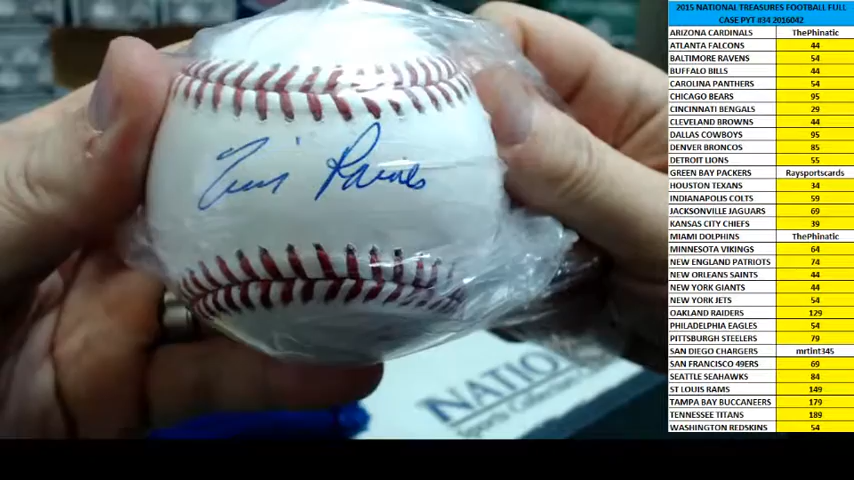 Tim Raines
NATIO
Sports Collectors
2015 NATIONAL TREASURES FOOTBALL FULL
CASE PYT #34 2016042
ARIZONA CARDINALS ThePhinatic
ATLANTA FALCONS 44
BALTIMORE RAVENS 54
BUFFALO BILLS 44
CAROLINA PANTHERS 54
CHICAGO BEARS 95
CINCINNATI BENGALS 29
CLEVELAND BROWNS 44
DALLAS COWBOYS 95
DENVER BRONCOS 85
DETROIT LIONS 55
GREEN BAY PACKERS Raysportscards
HOUSTON TEXANS 34
INDIANAPOLIS COLTS 59
JACKSONVILLE JAGUARS 69
KANSAS CITY CHIEFS 39
MIAMI DOLPHINS ThePhinatic
MINNESOTA VIKINGS 64
NEW ENGLAND PATRIOTS 74
NEW ORLEANS SAINTS 44
NEW YORK GIANTS 44
NEW YORK JETS 54
OAKLAND RAIDERS 129
PHILADELPHIA EAGLES 54
PITTSBURGH STEELERS 79
SAN DIEGO CHARGERS mrtint345
SAN FRANCISCO 49ERS 69
SEATTLE SEAHAWKS 84
ST LOUIS RAMS 149
TAMPA BAY BUCCANEERS 179
TENNESSEE TITANS 189
WASHINGTON REDSKINS 54